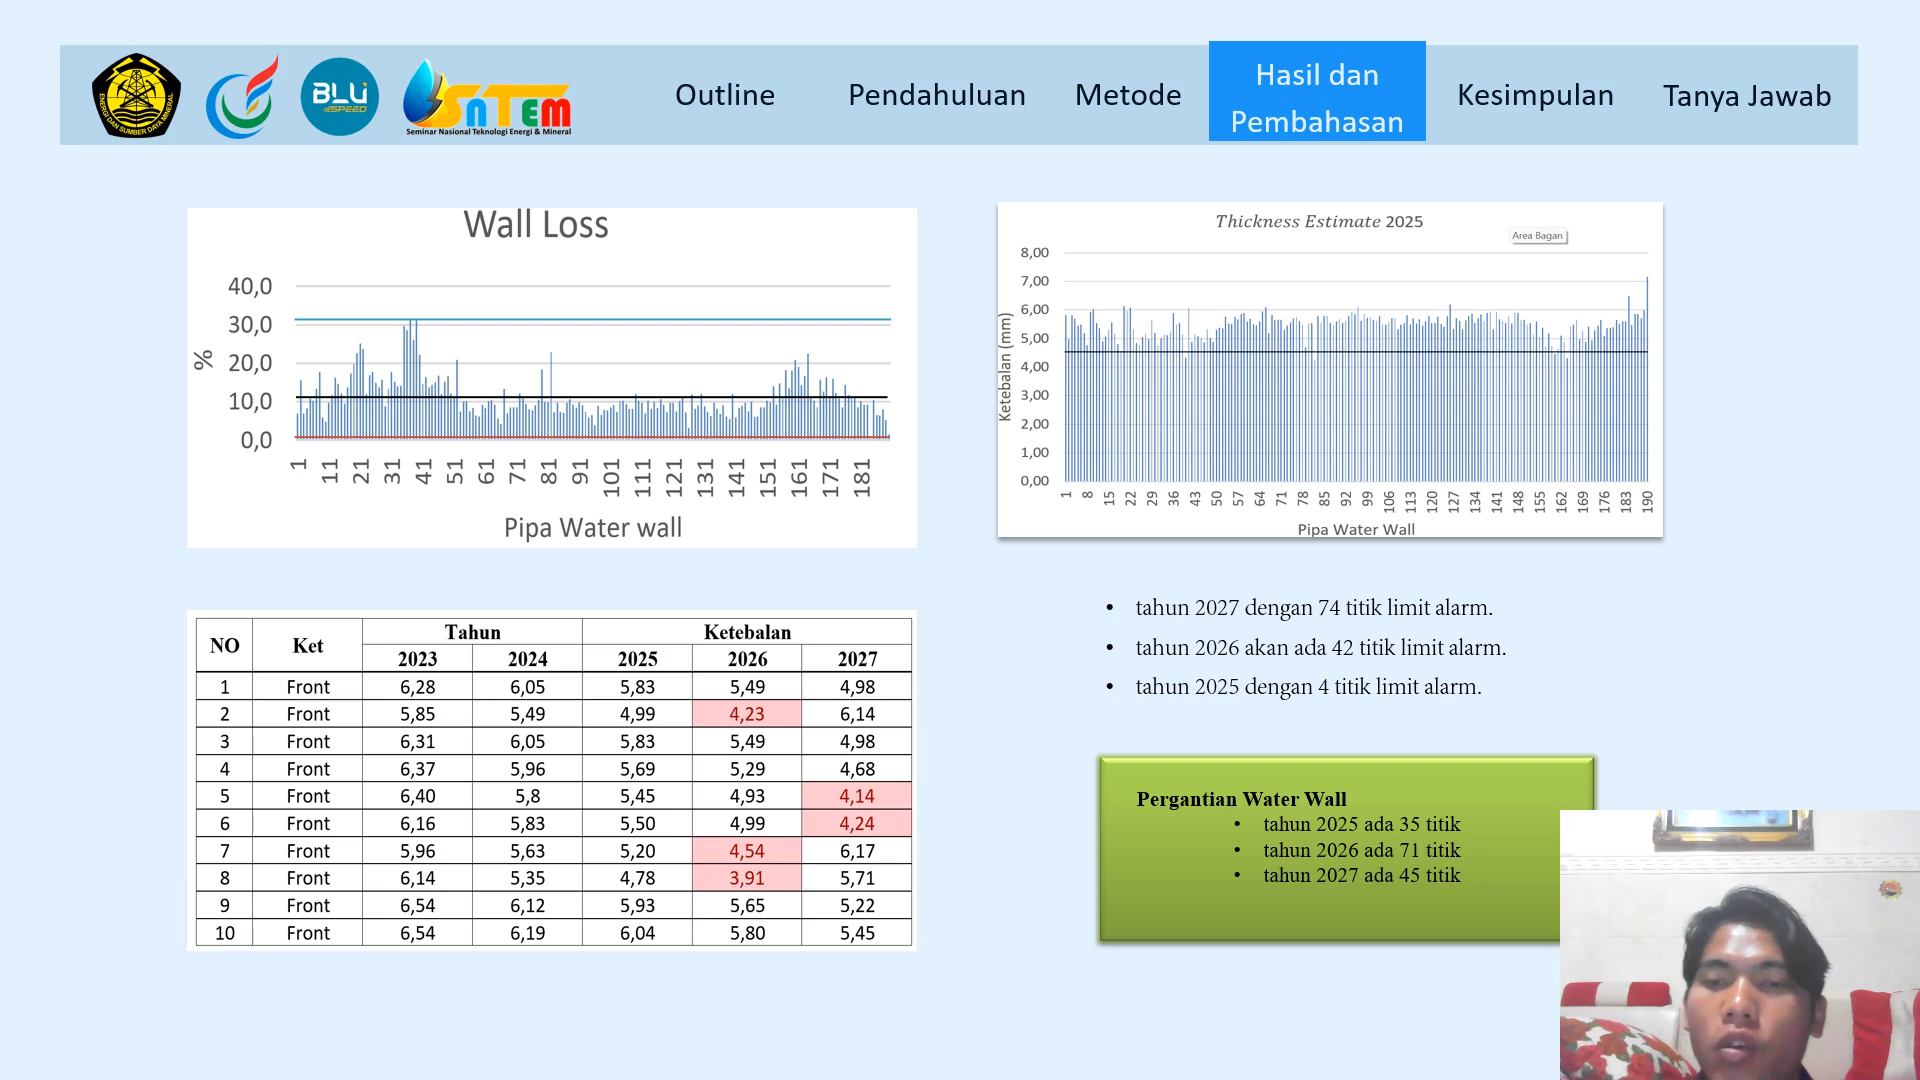 ENERGI DAN SUMBER DAYA MINERAL
BLU
SPEED
SNTEM
Seminar Nasional Teknologi Energi & Mineral
Outline
Pendahuluan
Metode
Hasil dan
Pembahasan
Kesimpulan
Tanya Jawab
Wall Loss
40,0
30,0
20,0
10,0
0,0
%
1 11 21 31 41 51 61 71 81 91 101 111 121 131 141 151 161 171 181
Pipa Water wall
Thickness Estimate 2025
Area Bagan
8,00
7,00
6,00
5,00
4,00
3,00
2,00
1,00
0,00
Ketebalan (mm)
1 8 15 22 29 36 43 50 57 64 71 78 85 92 99 106 113 120 127 134 141 148 155 162 169 176 183 190
Pipa Water Wall
NO Ket Tahun Ketebalan
2023 2024 2025 2026 2027
1 Front 6,28 6,05 5,83 5,49 4,98
2 Front 5,85 5,49 4,99 4,23 6,14
3 Front 6,31 6,05 5,83 5,49 4,98
4 Front 6,37 5,96 5,69 5,29 4,68
5 Front 6,40 5,8 5,45 4,93 4,14
6 Front 6,16 5,83 5,50 4,99 4,24
7 Front 5,96 5,63 5,20 4,54 6,17
8 Front 6,14 5,35 4,78 3,91 5,71
9 Front 6,54 6,12 5,93 5,65 5,22
10 Front 6,54 6,19 6,04 5,80 5,45
• tahun 2027 dengan 74 titik limit alarm.
• tahun 2026 akan ada 42 titik limit alarm.
• tahun 2025 dengan 4 titik limit alarm.
Pergantian Water Wall
• tahun 2025 ada 35 titik
• tahun 2026 ada 71 titik
• tahun 2027 ada 45 titik